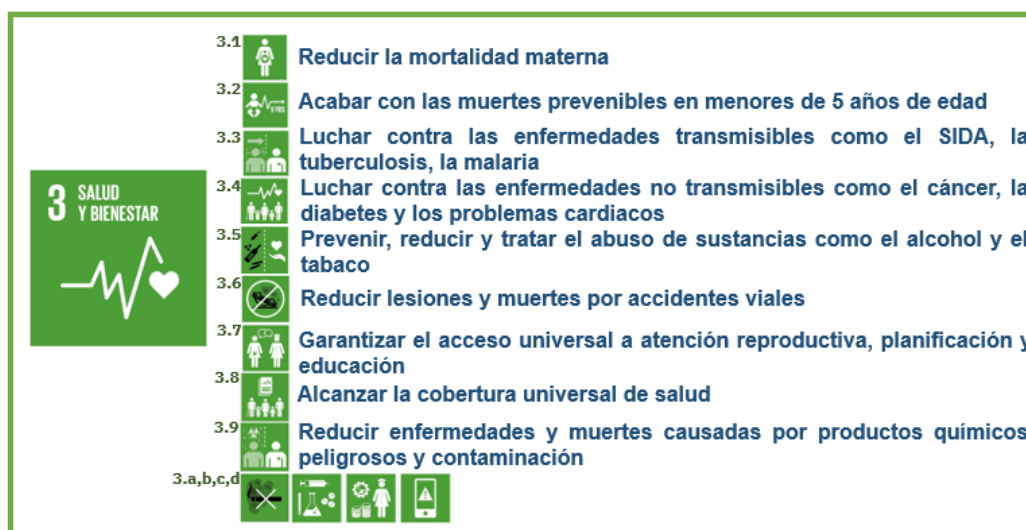 3 SALUD
Y BIENESTAR
3.1 Reducir la mortalidad materna
3.2 Acabar con las muertes prevenibles en menores de 5 años de edad
3.3 Luchar contra las enfermedades transmisibles como el SIDA, la
tuberculosis, la malaria
3.4 Luchar contra las enfermedades no transmisibles como el cáncer, la
diabetes y los problemas cardiacos
3.5 Prevenir, reducir y tratar el abuso de sustancias como el alcohol y el
tabaco
3.6 Reducir lesiones y muertes por accidentes viales
3.7 Garantizar el acceso universal a atención reproductiva, planificación y
educación
3.8 Alcanzar la cobertura universal de salud
3.9 Reducir enfermedades y muertes causadas por productos químicos
peligrosos y contaminación
3.a,b,c,d